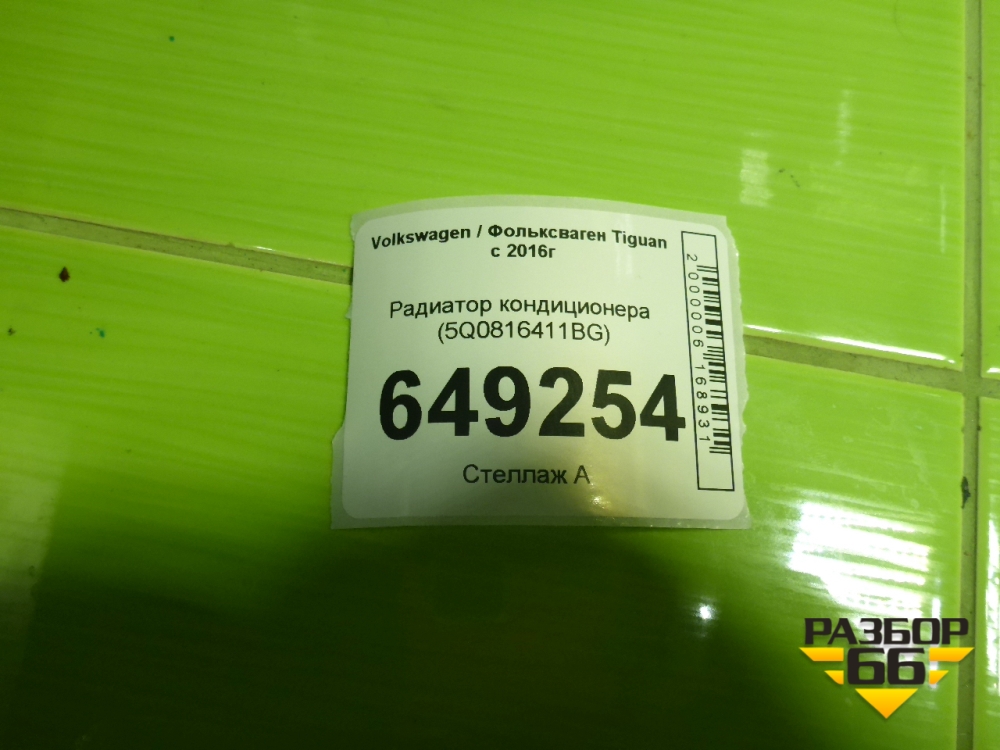 Volkswagen / Фольксваген Tiguan
с 2016г
Радиатор кондиционера
(5Q0816411BG)
649254
Стеллаж А
2000006168931
РАЗБОР
66